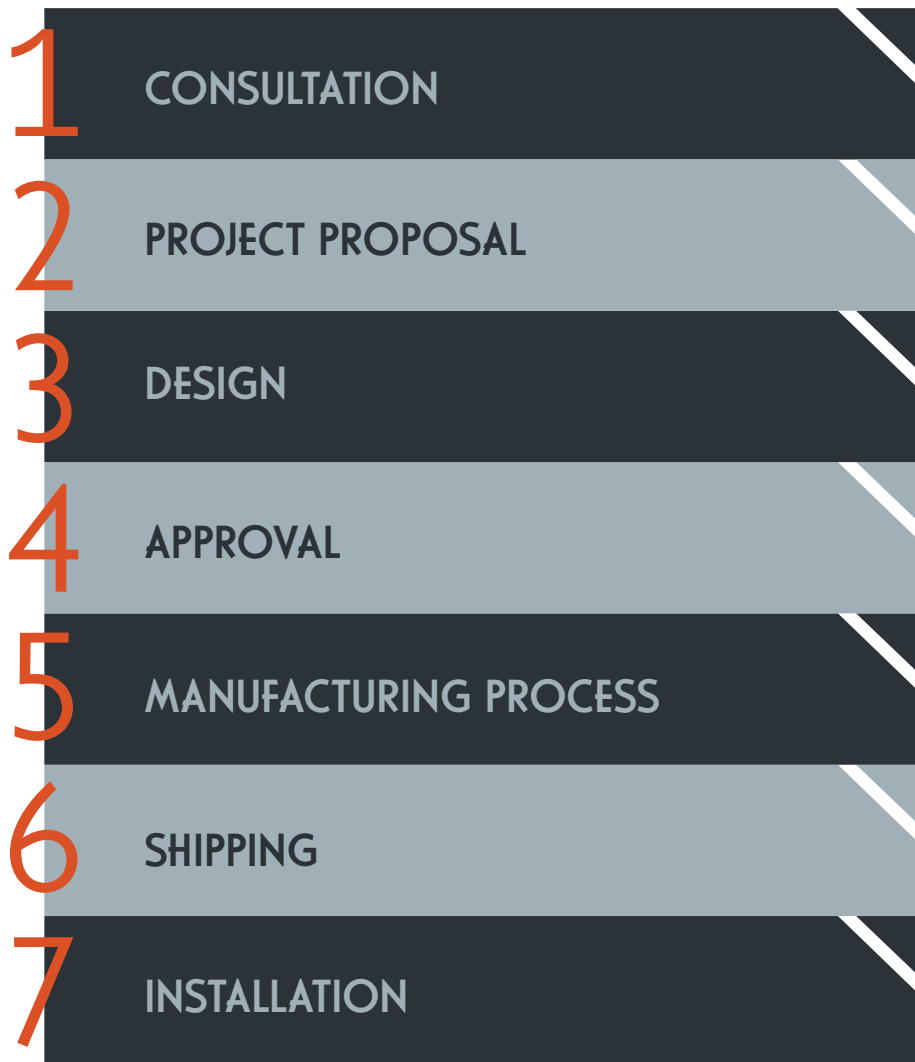 1 CONSULTATION
2 PROJECT PROPOSAL
3 DESIGN
4 APPROVAL
5 MANUFACTURING PROCESS
6 SHIPPING
7 INSTALLATION